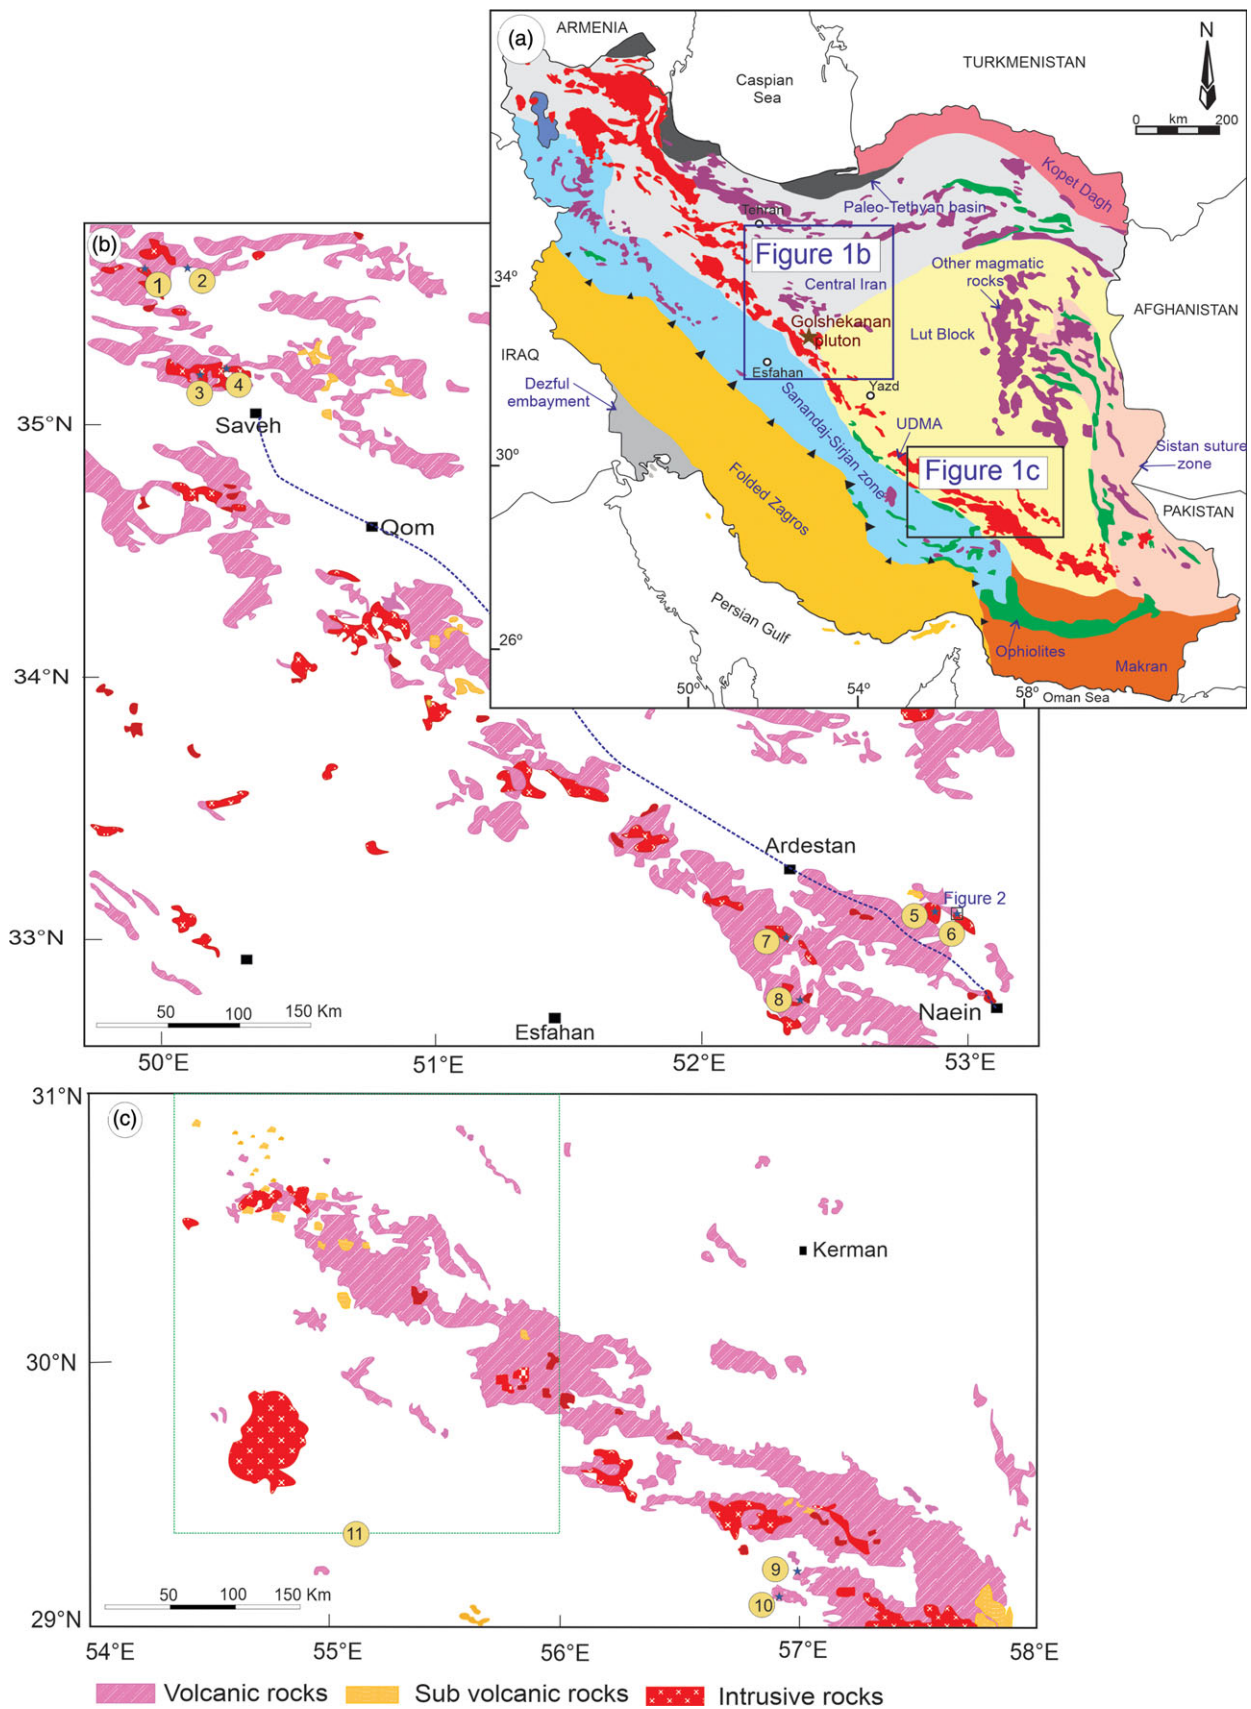 (a)
ARMENIA
Caspian
Sea
TURKMENISTAN
N
0 km 200
Kopet Dagh
Paleo-Tethyan basin
Tehran
Figure 1b
Central Iran
Other magmatic
rocks
AFGHANISTAN
34°
Golshekanan
pluton
Lut Block
IRAQ
Esfahan
Dezful
embayment
Yazd
Sanandaj-Sirjan zone
UDMA
Sistan suture
zone
30°
Figure 1c
Folded Zagros
PAKISTAN
Persian Gulf
26°
Ophiolites
Makran
50°
54°
58°
Oman Sea
(b)
1
2
3
4
35°N
Saveh
Qom
34°N
Ardestan
Figure 2
5
6
33°N
7
8
Naein
50 100 150 Km
Esfahan
50°E
51°E
52°E
53°E
31°N
(c)
Kerman
30°N
11
9
50 100 150 Km
10
29°N
54°E
55°E
56°E
57°E
58°E
Volcanic rocks
Sub volcanic rocks
Intrusive rocks